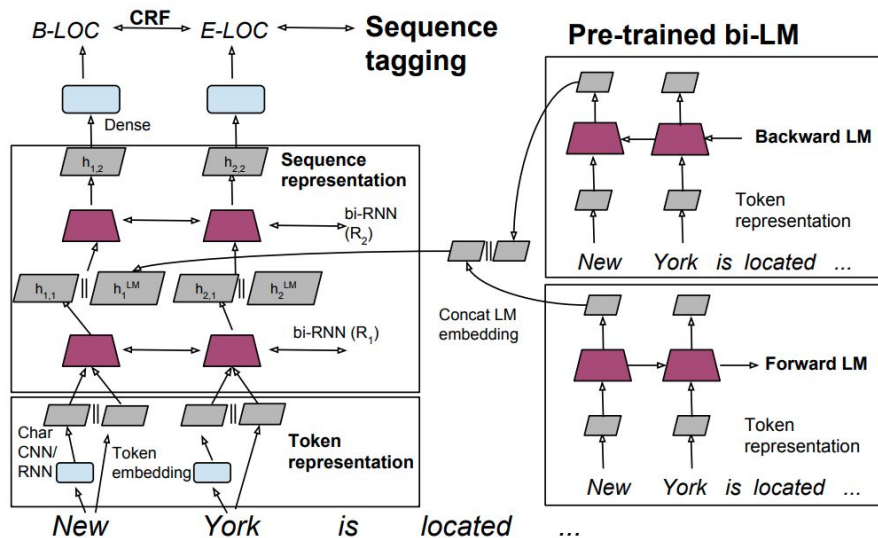 B-LOC
CRF
E-LOC
Sequence
tagging
Dense
h1,2
h2,2
Sequence
representation
bi-RNN
(R2)
h1,1
||
h1LM
h2,1
||
h2LM
bi-RNN (R1)
||
||
Char
CNN/
RNN
Token
embedding
Token
representation
New York is located ...
||
Concat LM
embedding
Pre-trained bi-LM
Backward LM
Token
representation
New York is located ...
Forward LM
Token
representation
New York is located ...